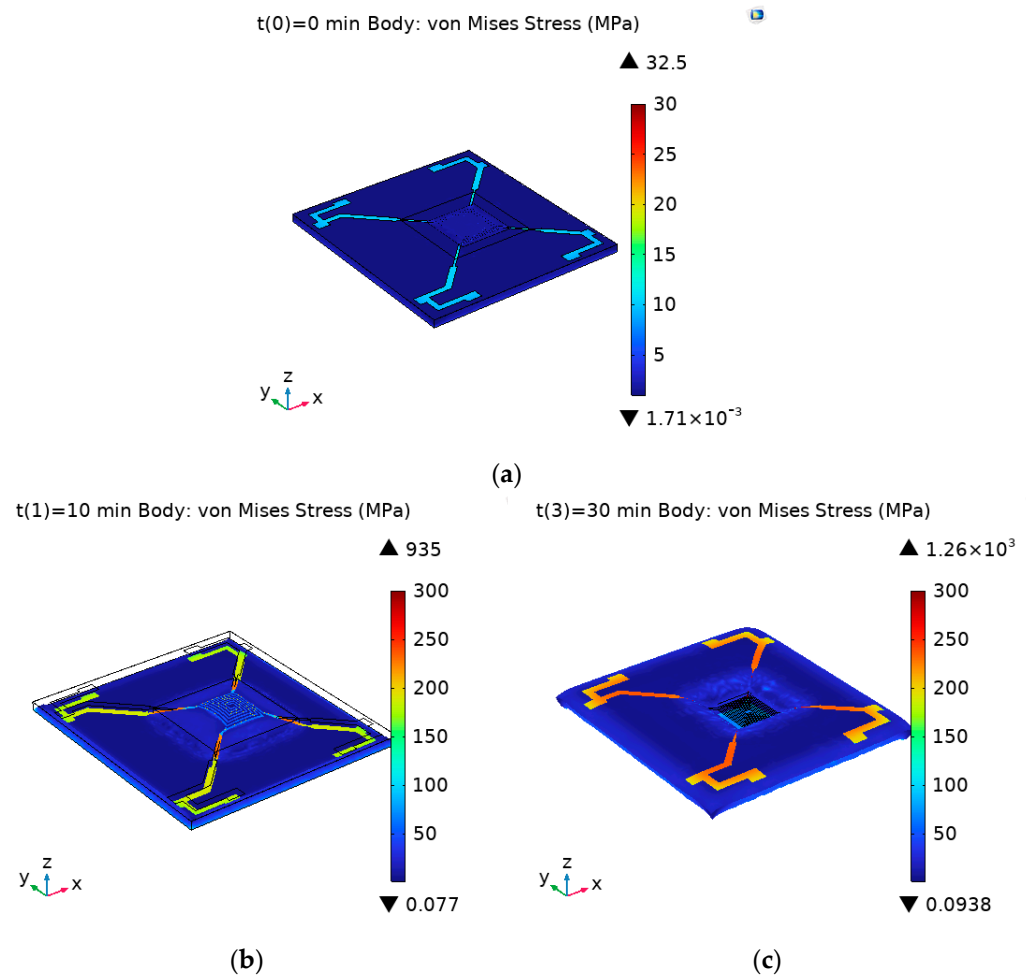 t(0)=0 min Body: von Mises Stress (MPa)
▲ 32.5
30
25
20
15
10
5
▼ 1.71×10⁻³
y z x
(a)
t(1)=10 min Body: von Mises Stress (MPa)
▲ 935
300
250
200
150
100
50
▼ 0.077
y z x
(b)
t(3)=30 min Body: von Mises Stress (MPa)
▲ 1.26×10³
300
250
200
150
100
50
▼ 0.0938
y z x
(c)